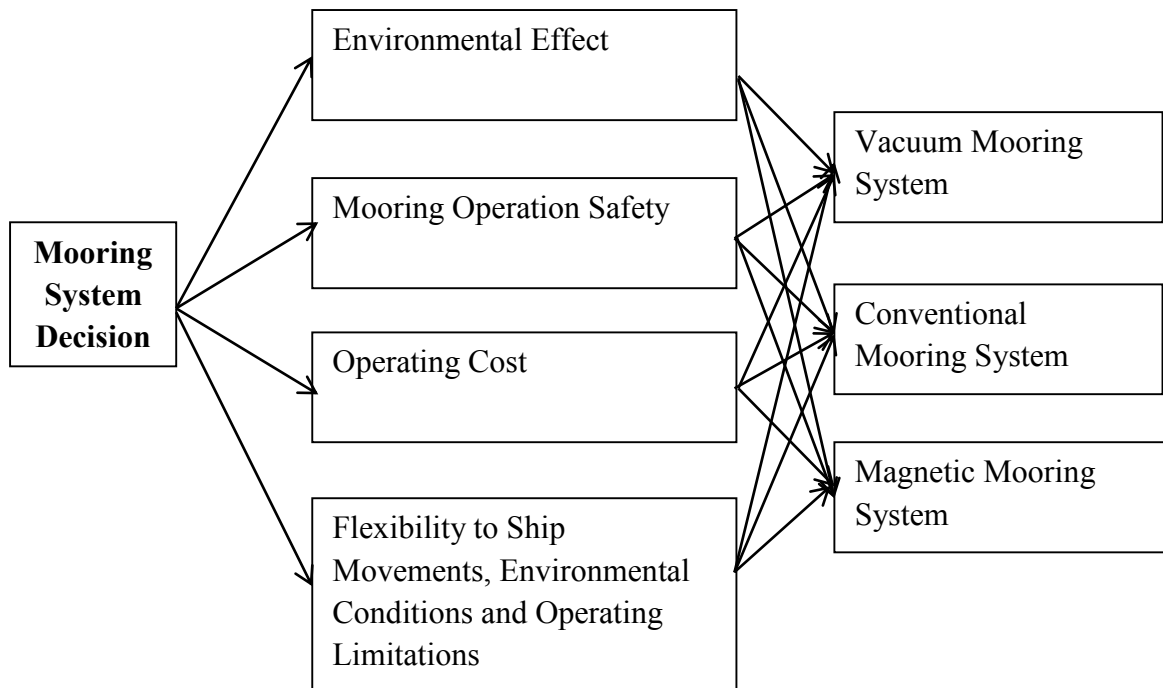 Mooring
System
Decision
Environmental Effect
Mooring Operation Safety
Operating Cost
Flexibility to Ship
Movements, Environmental
Conditions and Operating
Limitations
Vacuum Mooring
System
Conventional
Mooring System
Magnetic Mooring
System